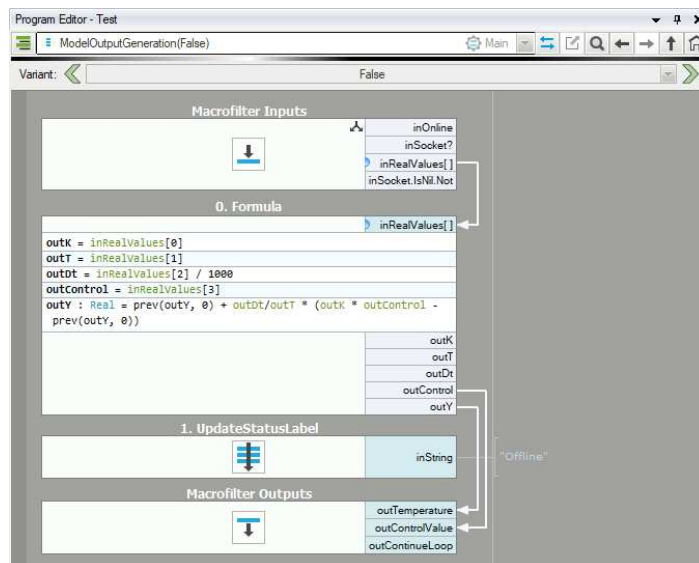 Program Editor - Test
ModelOutputGeneration(False)
Main
Variant:
False
Macrofilter Inputs
inOnline
inSocket?
inRealValues[ ]
inSocket.IsNil.Not
0. Formula
inRealValues[ ]
outK = inRealValues[0]
outT = inRealValues[1]
outDt = inRealValues[2] / 1000
outControl = inRealValues[3]
outY : Real = prev(outY, 0) + outDt/outT * (outK * outControl -
prev(outY, 0))
outK
outT
outDt
outControl
outY
1. UpdateStatusLabel
inString
"Offline"
Macrofilter Outputs
outTemperature
outControlValue
outContinueLoop